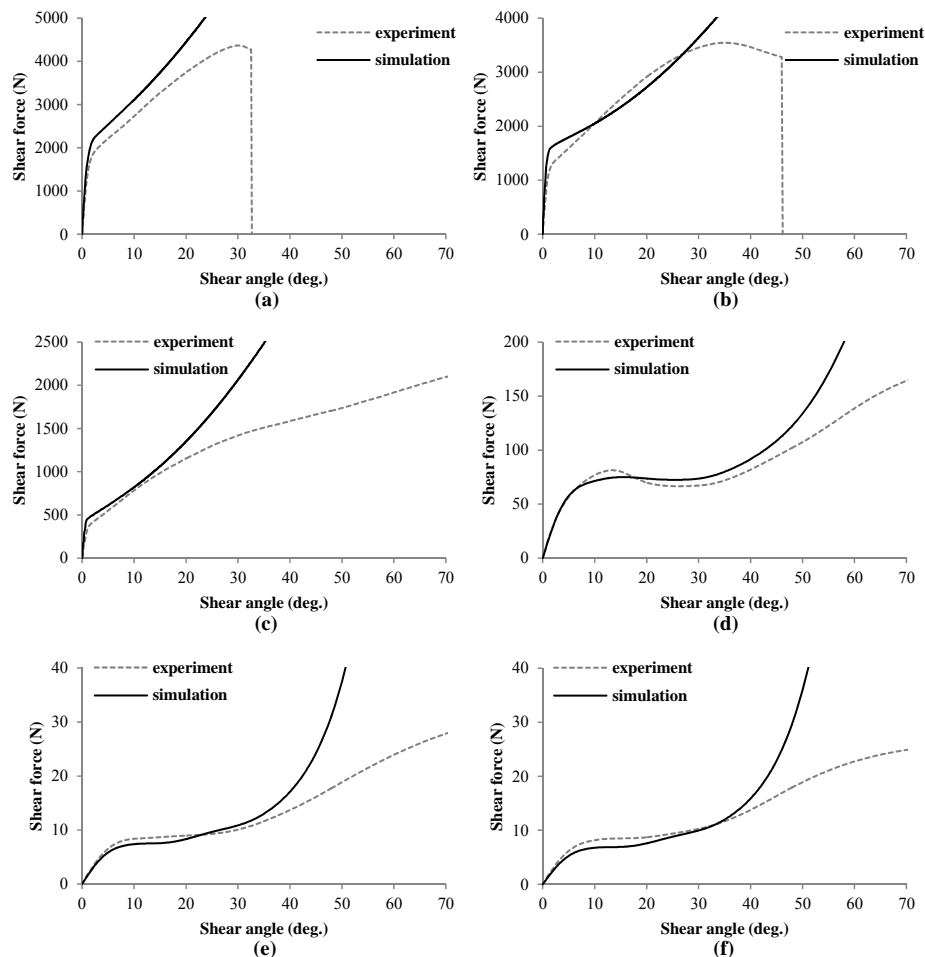 5000
4000
3000
2000
1000
0
0 10 20 30 40 50 60 70
Shear force (N)
Shear angle (deg.)
experiment
simulation
(a)
4000
3000
2000
1000
0
0 10 20 30 40 50 60 70
Shear force (N)
Shear angle (deg.)
experiment
simulation
(b)
2500
2000
1500
1000
500
0
0 10 20 30 40 50 60 70
Shear force (N)
Shear angle (deg.)
experiment
simulation
(c)
200
150
100
50
0
0 10 20 30 40 50 60 70
Shear force (N)
Shear angle (deg.)
experiment
simulation
(d)
40
30
20
10
0
0 10 20 30 40 50 60 70
Shear force (N)
Shear angle (deg.)
experiment
simulation
(e)
40
30
20
10
0
0 10 20 30 40 50 60 70
Shear force (N)
Shear angle (deg.)
experiment
simulation
(f)